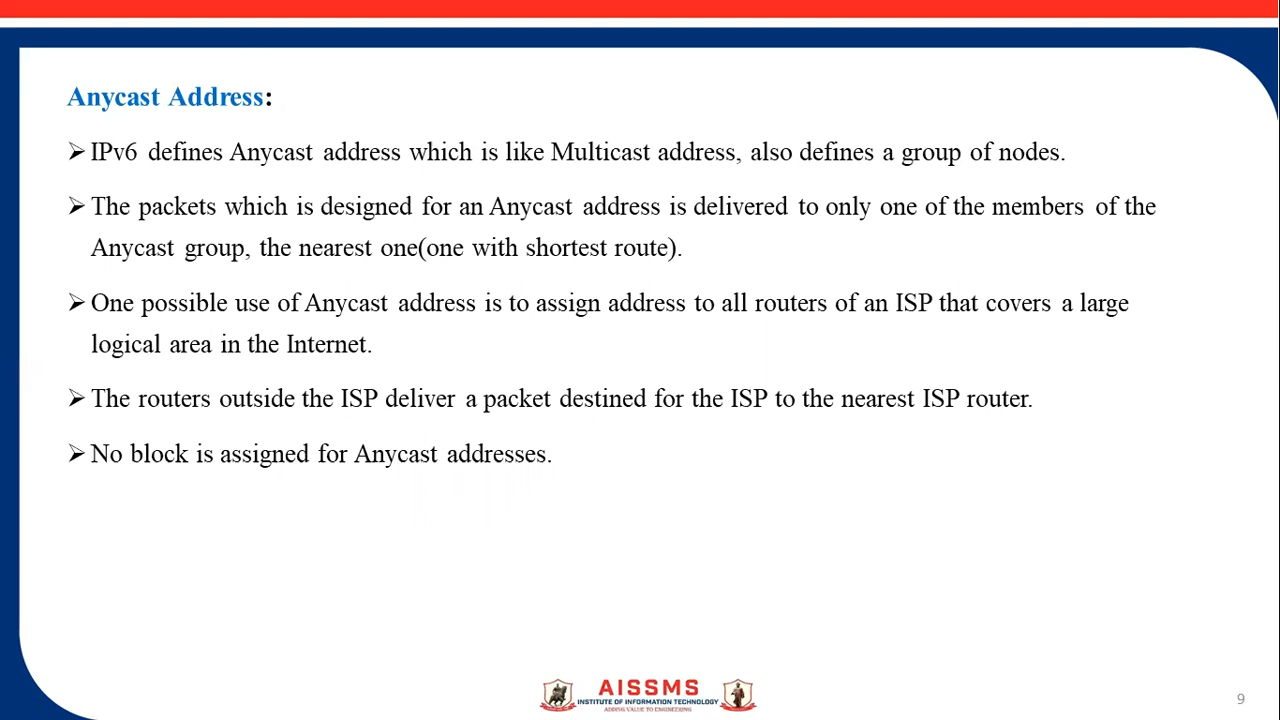 Anycast Address:
➢ IPv6 defines Anycast address which is like Multicast address, also defines a group of nodes.
➢ The packets which is designed for an Anycast address is delivered to only one of the members of the
Anycast group, the nearest one(one with shortest route).
➢ One possible use of Anycast address is to assign address to all routers of an ISP that covers a large
logical area in the Internet.
➢ The routers outside the ISP deliver a packet destined for the ISP to the nearest ISP router.
➢ No block is assigned for Anycast addresses.
AISSMS
INSTITUTE OF INFORMATION TECHNOLOGY
ADDING VALUE TO ENGINEERING
9